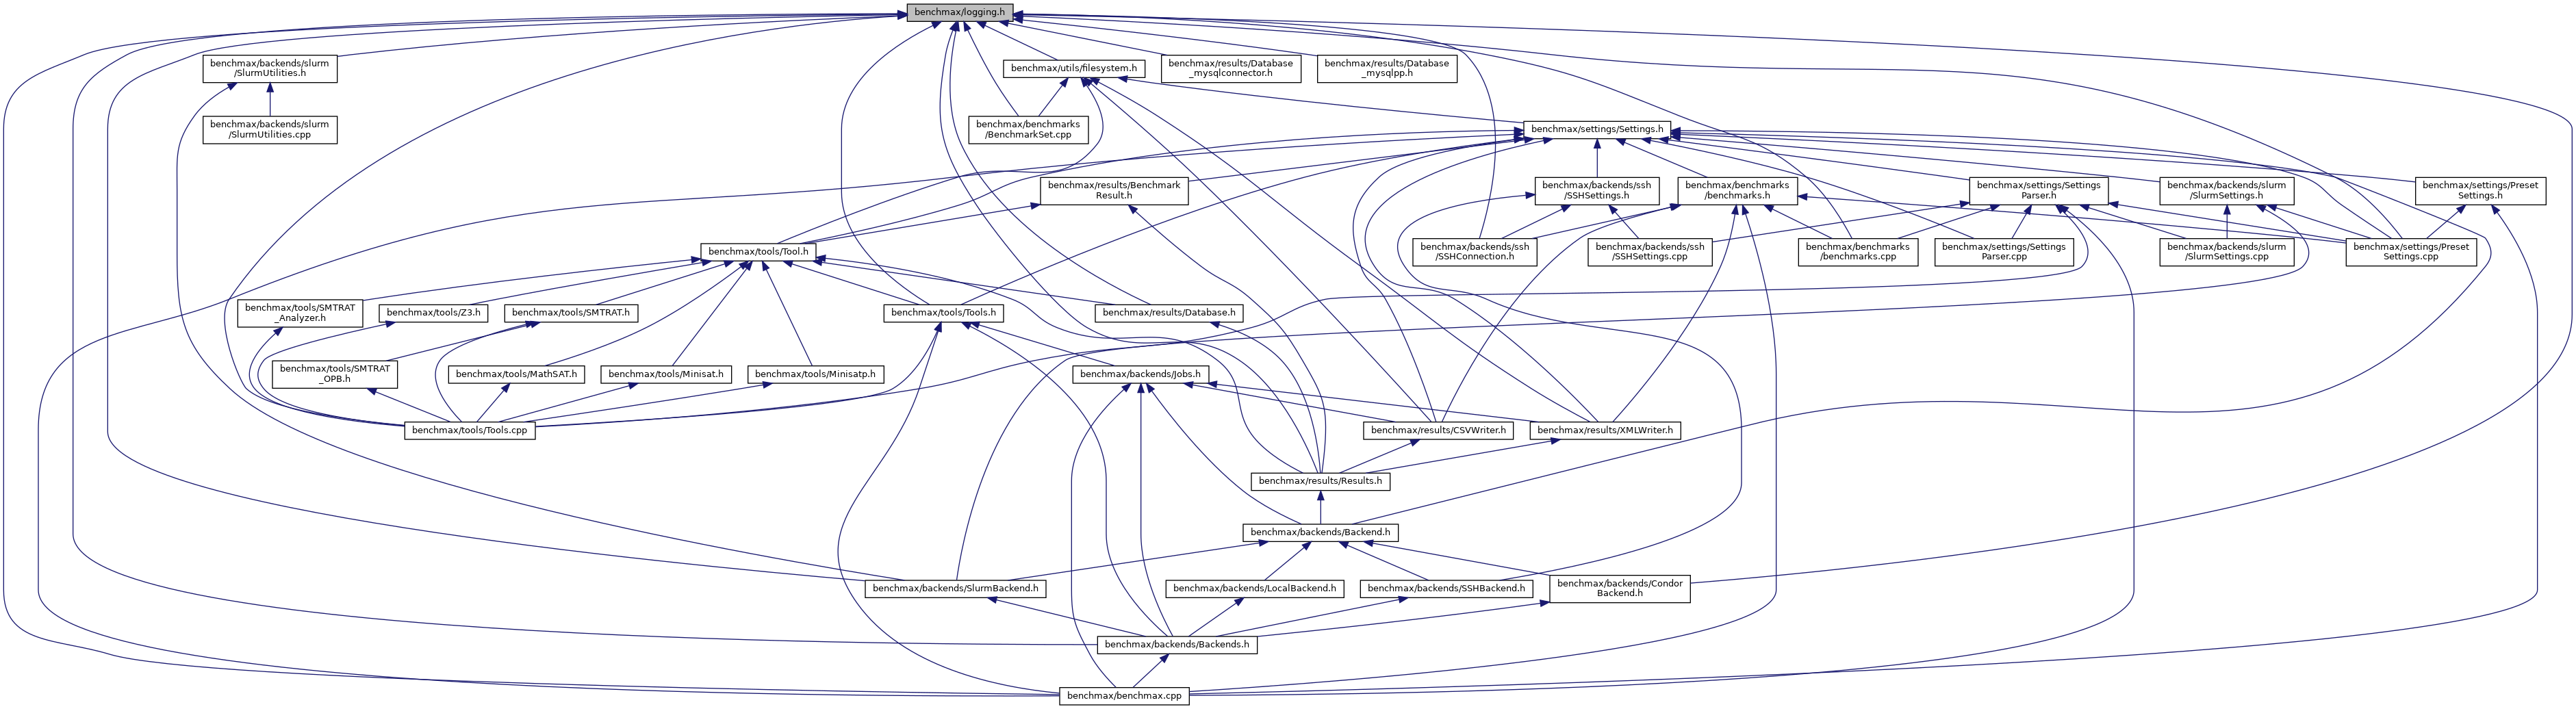 benchmax/logging.h
benchmax/backends/slurm
/SlurmUtilities.h
benchmax/utils/filesystem.h
benchmax/results/Database
_mysqlconnector.h
benchmax/results/Database
_mysqlpp.h
benchmax/backends/slurm
/SlurmUtilities.cpp
benchmax/benchmarks
/BenchmarkSet.cpp
benchmax/settings/Settings.h
benchmax/results/Benchmark
Result.h
benchmax/backends/ssh
/SSHSettings.h
benchmax/benchmarks
/benchmarks.h
benchmax/settings/Settings
Parser.h
benchmax/backends/slurm
/SlurmSettings.h
benchmax/settings/Preset
Settings.h
benchmax/tools/Tool.h
benchmax/backends/ssh
/SSHConnection.h
benchmax/backends/ssh
/SSHSettings.cpp
benchmax/benchmarks
/benchmarks.cpp
benchmax/settings/Settings
Parser.cpp
benchmax/backends/slurm
/SlurmSettings.cpp
benchmax/settings/Preset
Settings.cpp
benchmax/tools/SMTRAT
_Analyzer.h
benchmax/tools/Z3.h
benchmax/tools/SMTRAT.h
benchmax/tools/Tools.h
benchmax/results/Database.h
benchmax/tools/SMTRAT
_OPB.h
benchmax/tools/MathSAT.h
benchmax/tools/Minisat.h
benchmax/tools/Minisatp.h
benchmax/backends/Jobs.h
benchmax/tools/Tools.cpp
benchmax/results/CSVWriter.h
benchmax/results/XMLWriter.h
benchmax/results/Results.h
benchmax/backends/Backend.h
benchmax/backends/SlurmBackend.h
benchmax/backends/LocalBackend.h
benchmax/backends/SSHBackend.h
benchmax/backends/Condor
Backend.h
benchmax/backends/Backends.h
benchmax/benchmax.cpp